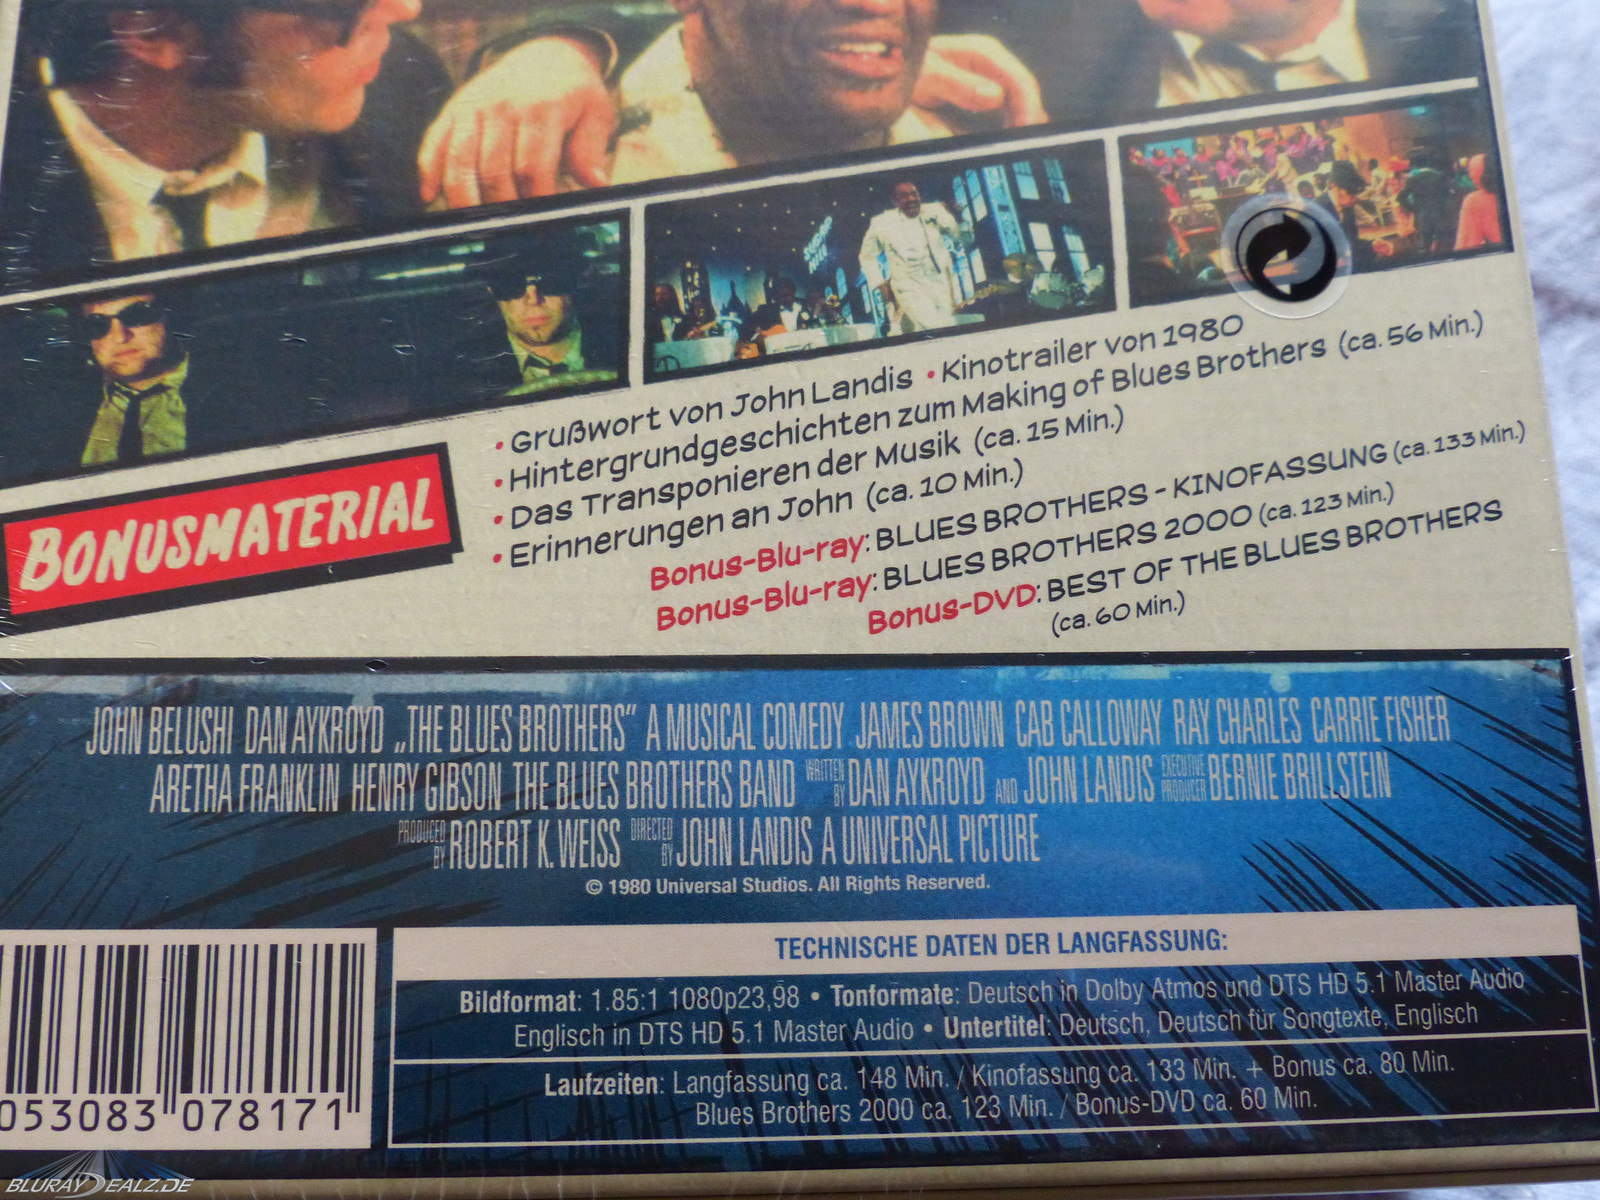 SUPPER
• Grußwort von John Landis • Kinotrailer von 1980
• Hintergrundgeschichten zum Making of Blues Brothers (ca. 56 Min.)
• Das Transponieren der Musik (ca. 15 Min.)
• Erinnerungen an John (ca. 10 Min.)
BONUSMATERIAL
Bonus-Blu-ray: BLUES BROTHERS - KINOFASSUNG (ca. 133 Min.)
Bonus-Blu-ray: BLUES BROTHERS 2000 (ca. 123 Min.)
Bonus-DVD: BEST OF THE BLUES BROTHERS
(ca. 60 Min.)
JOHN BELUSHI DAN AYKROYD „THE BLUES BROTHERS" A MUSICAL COMEDY JAMES BROWN CAB CALLOWAY RAY CHARLES CARRIE FISHER
ARETHA FRANKLIN HENRY GIBSON THE BLUES BROTHERS BAND WRITTEN BY DAN AYKROYD AND JOHN LANDIS EXECUTIVE PRODUCER BERNIE BRILLSTEIN
PRODUCED BY ROBERT K. WEISS DIRECTED BY JOHN LANDIS A UNIVERSAL PICTURE
© 1980 Universal Studios. All Rights Reserved.
TECHNISCHE DATEN DER LANGFASSUNG:
Bildformat: 1.85:1 1080p23,98 • Tonformate: Deutsch in Dolby Atmos und DTS HD 5.1 Master Audio
Englisch in DTS HD 5.1 Master Audio • Untertitel: Deutsch, Deutsch für Songtexte, Englisch
Laufzeiten: Langfassung ca. 148 Min. / Kinofassung ca. 133 Min. + Bonus ca. 80 Min.
Blues Brothers 2000 ca. 123 Min. / Bonus-DVD ca. 60 Min.
053083 078171
BLURAYDEALZ.DE